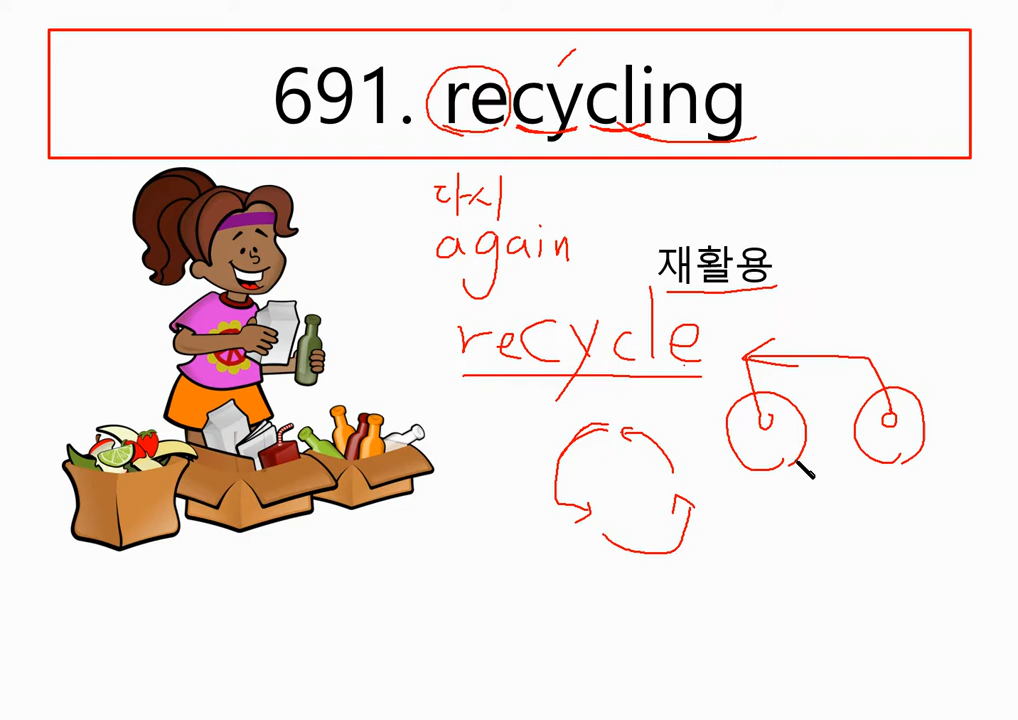 691. recycling
다시
again
재활용
recycle